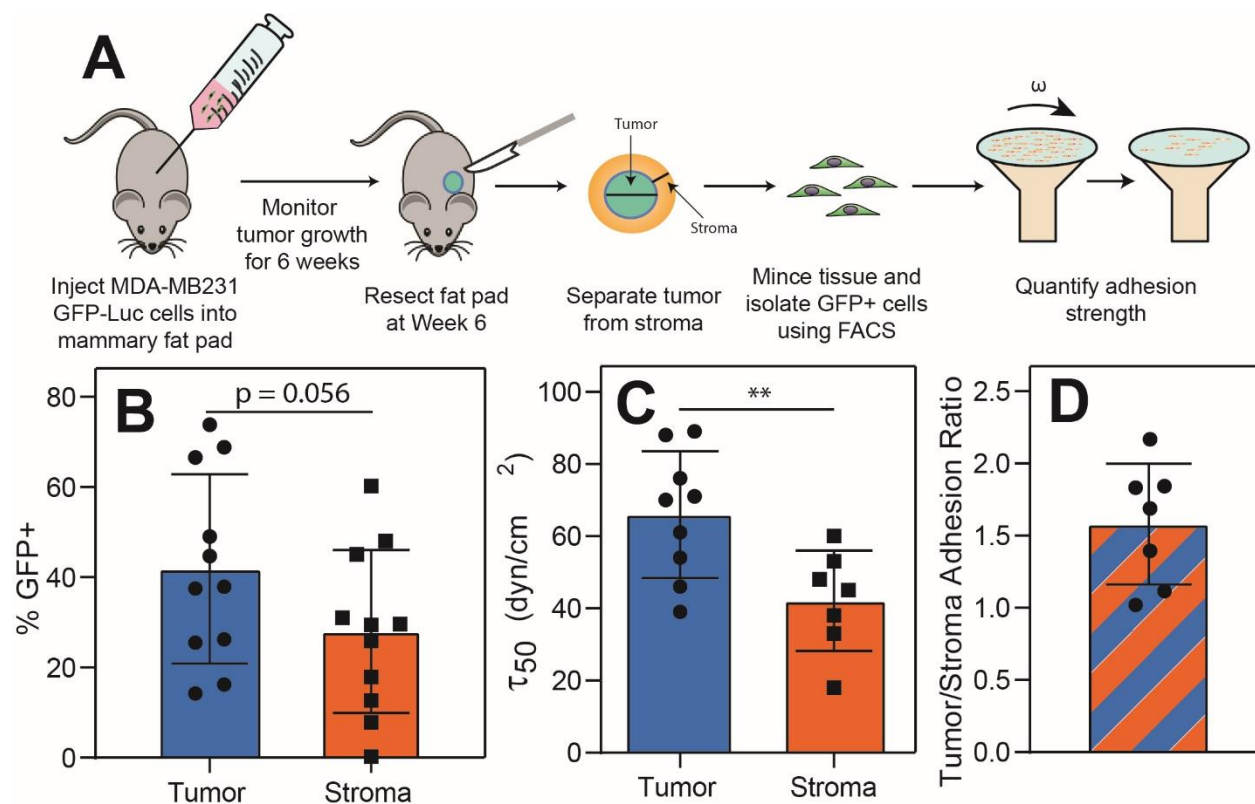 A
ω
Tumor
Stroma
Monitor
tumor growth
for 6 weeks
Inject MDA-MB231
GFP-Luc cells into
mammary fat pad
Resect fat pad
at Week 6
Separate tumor
from stroma
Mince tissue and
isolate GFP+ cells
using FACS
Quantify adhesion
strength
B
p = 0.056
% GFP+
80
60
40
20
0
Tumor
Stroma
C
**
τ50 (dyn/cm 2)
100
80
60
40
20
0
Tumor
Stroma
D
Tumor/Stroma Adhesion Ratio
2.5
2.0
1.5
1.0
0.5
0.0